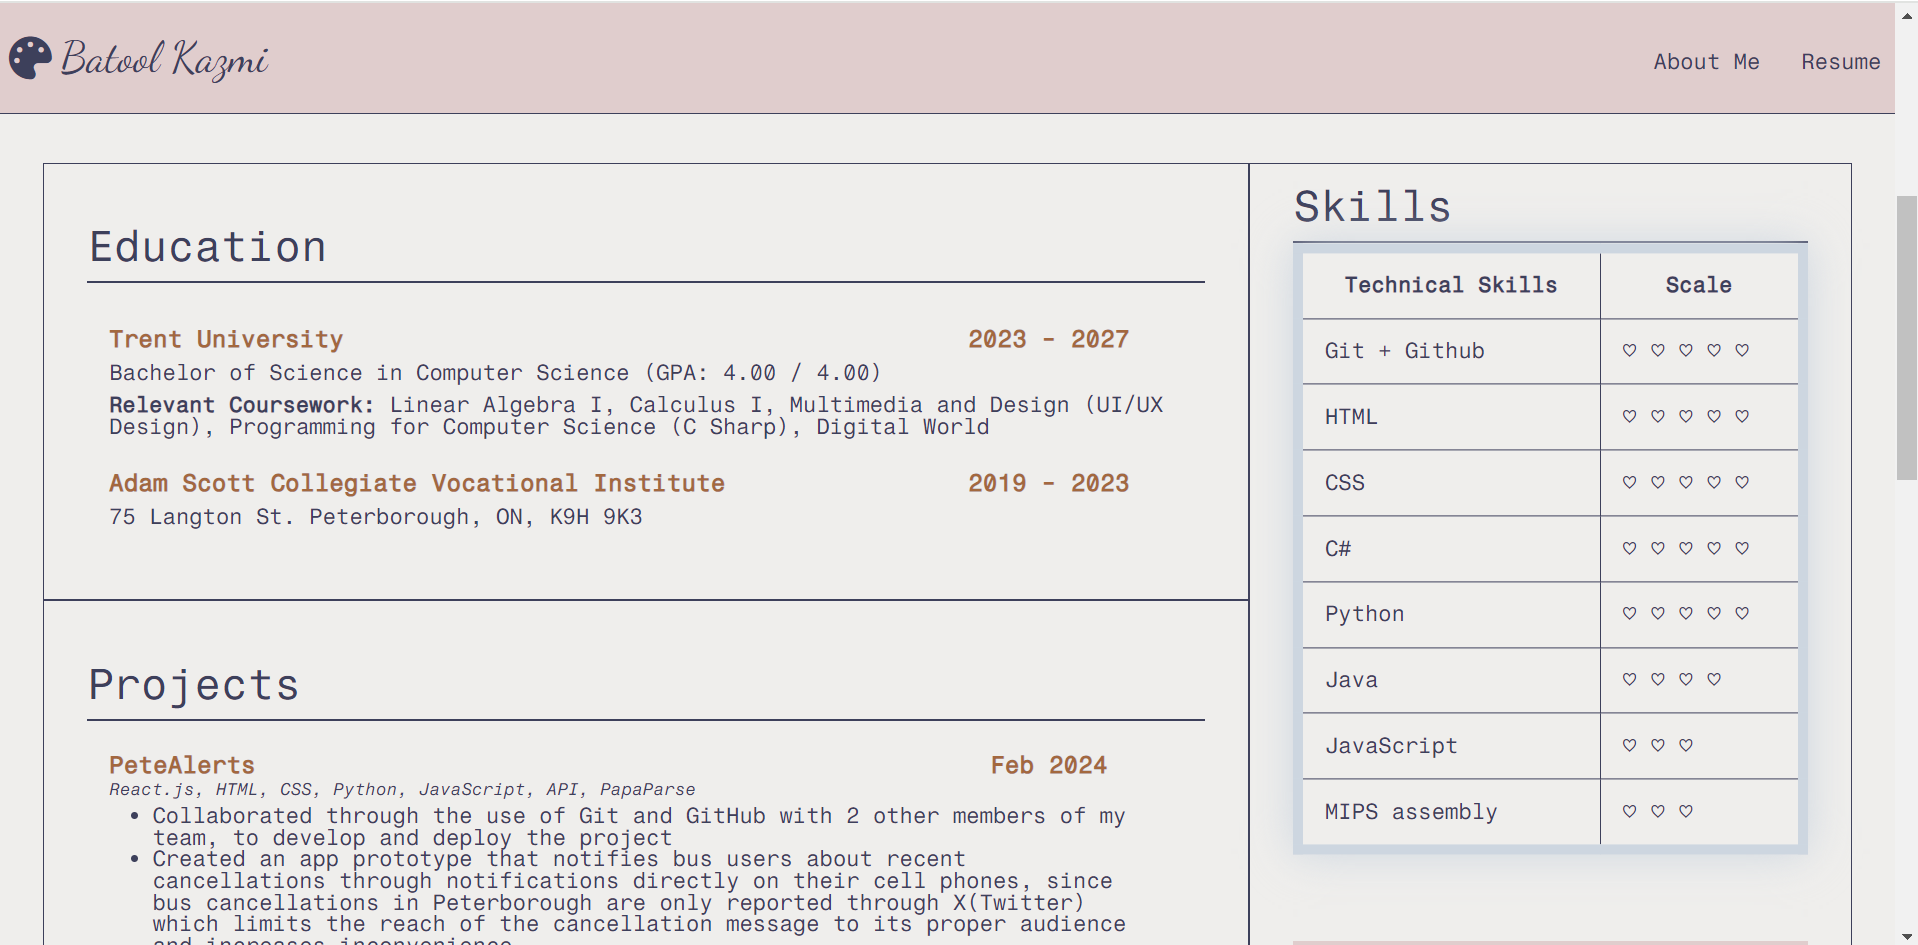 Batool Kazmi
About Me
Resume
Education
Trent University 2023 - 2027
Bachelor of Science in Computer Science (GPA: 4.00 / 4.00)
Relevant Coursework: Linear Algebra I, Calculus I, Multimedia and Design (UI/UX
Design), Programming for Computer Science (C Sharp), Digital World
Adam Scott Collegiate Vocational Institute 2019 - 2023
75 Langton St. Peterborough, ON, K9H 9K3
Projects
PeteAlerts Feb 2024
React.js, HTML, CSS, Python, JavaScript, API, PapaParse
• Collaborated through the use of Git and GitHub with 2 other members of my
team, to develop and deploy the project
• Created an app prototype that notifies bus users about recent
cancellations through notifications directly on their cell phones, since
bus cancellations in Peterborough are only reported through X(Twitter)
which limits the reach of the cancellation message to its proper audience
and increases inconvenience
Skills
Technical Skills Scale
Git + Github ♡ ♡ ♡ ♡ ♡
HTML ♡ ♡ ♡ ♡ ♡
CSS ♡ ♡ ♡ ♡ ♡
C# ♡ ♡ ♡ ♡ ♡
Python ♡ ♡ ♡ ♡ ♡
Java ♡ ♡ ♡ ♡
JavaScript ♡ ♡ ♡
MIPS assembly ♡ ♡ ♡